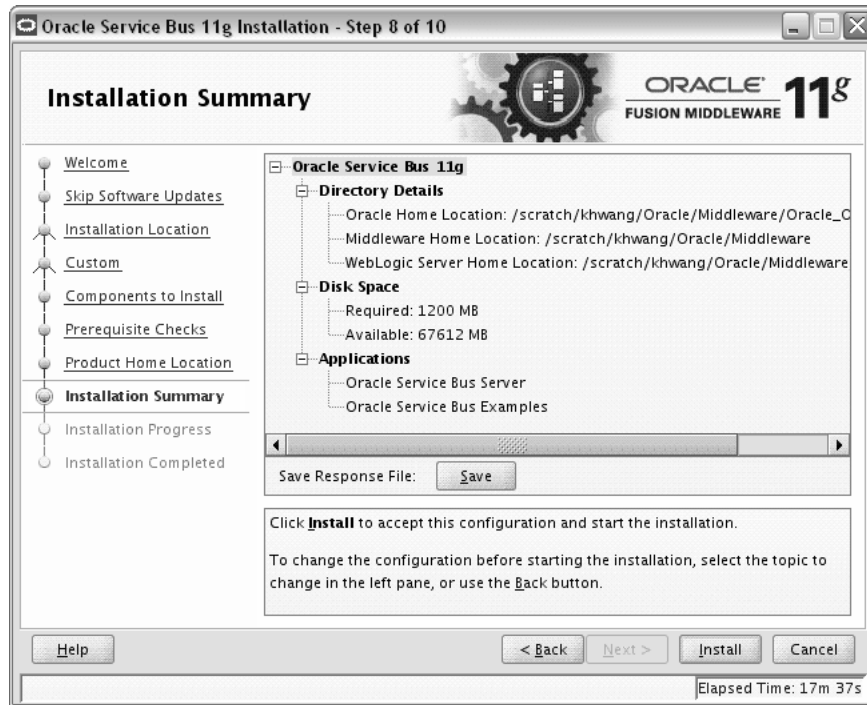 Oracle Service Bus 11g Installation - Step 8 of 10
Installation Summary
ORACLE
FUSION MIDDLEWARE
11g
Welcome
Skip Software Updates
Installation Location
Custom
Components to Install
Prerequisite Checks
Product Home Location
Installation Summary
Installation Progress
Installation Completed
Oracle Service Bus 11g
Directory Details
Oracle Home Location: /scratch/khwang/Oracle/Middleware/Oracle_O
Middleware Home Location: /scratch/khwang/Oracle/Middleware
WebLogic Server Home Location: /scratch/khwang/Oracle/Middleware
Disk Space
Required: 1200 MB
Available: 67612 MB
Applications
Oracle Service Bus Server
Oracle Service Bus Examples
Save Response File: Save
Click Install to accept this configuration and start the installation.
To change the configuration before starting the installation, select the topic to
change in the left pane, or use the Back button.
Help < Back Next > Install Cancel
Elapsed Time: 17m 37s